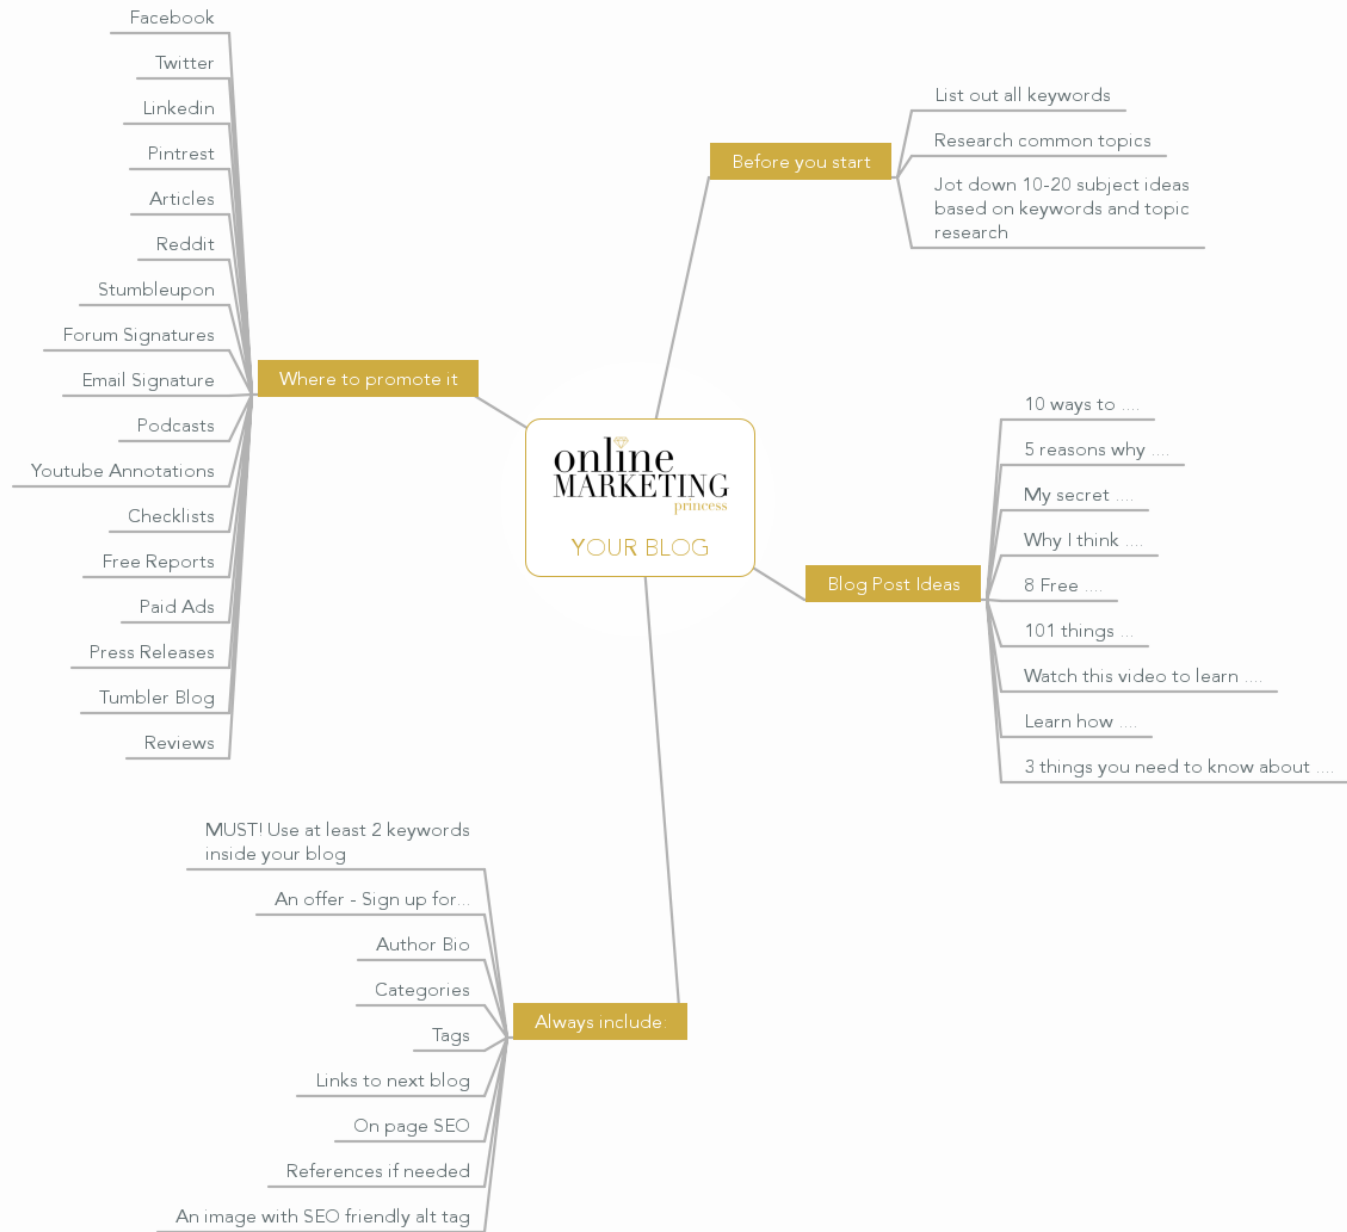 Facebook
Twitter
Linkedin
Pintrest
Articles
Reddit
Stumbleupon
Forum Signatures
Email Signature
Podcasts
Youtube Annotations
Checklists
Free Reports
Paid Ads
Press Releases
Tumbler Blog
Reviews
Where to promote it
online
MARKETING
princess
YOUR BLOG
Before you start
List out all keywords
Research common topics
Jot down 10-20 subject ideas
based on keywords and topic
research
Blog Post Ideas
10 ways to ....
5 reasons why ....
My secret ....
Why I think ....
8 Free ....
101 things ...
Watch this video to learn ....
Learn how ....
3 things you need to know about ....
MUST! Use at least 2 keywords
inside your blog
An offer - Sign up for...
Author Bio
Categories
Tags
Links to next blog
On page SEO
References if needed
An image with SEO friendly alt tag
Always include: